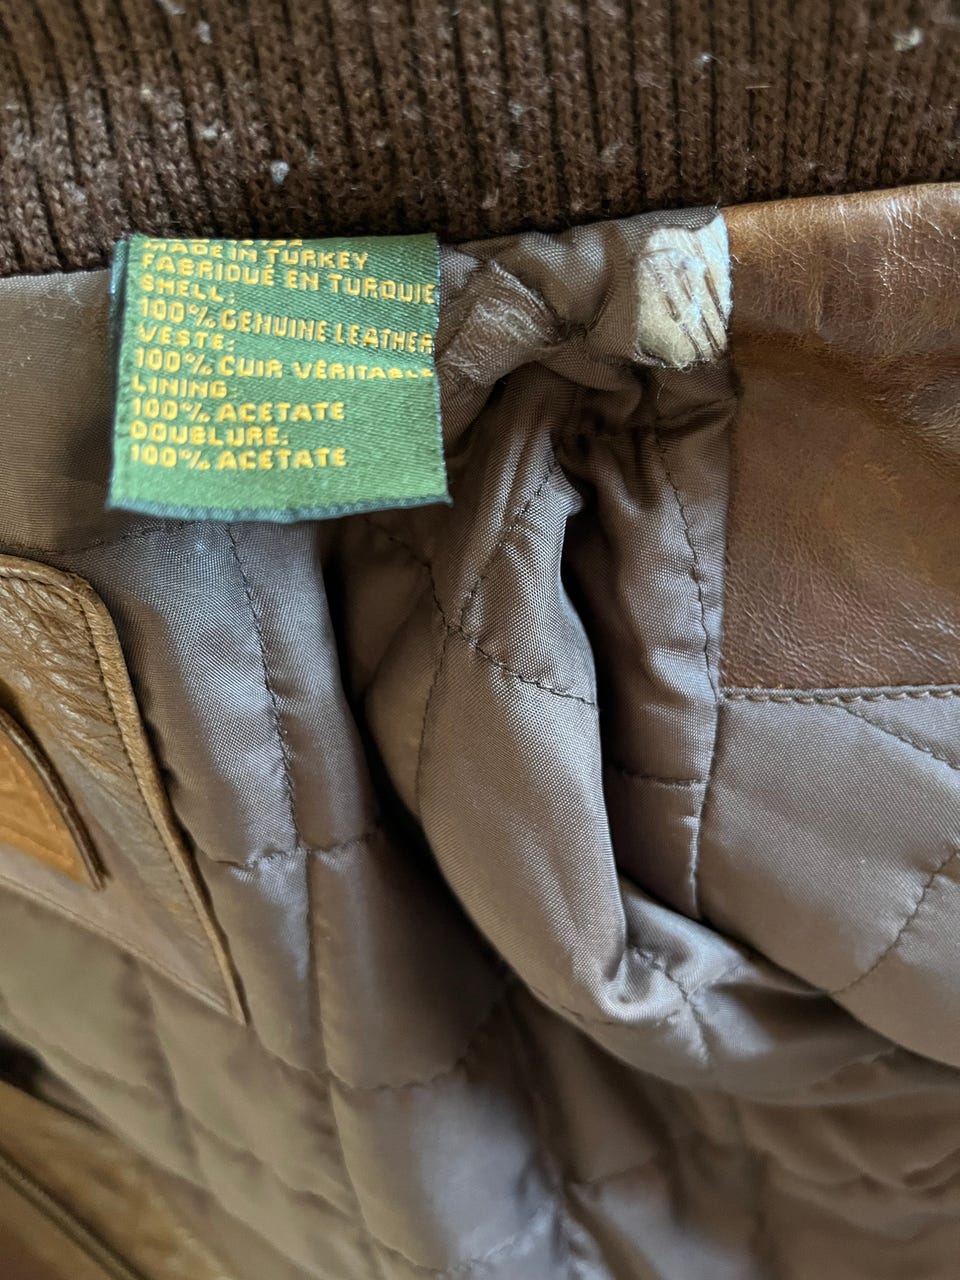 MADE IN TURKEY
FABRIQUÉ EN TURQUIE
SHELL:
100% GENUINE LEATHER
VESTE:
100% CUIR VÉRITABLE
LINING:
100% ACETATE
DOUBLURE:
100% ACETATE